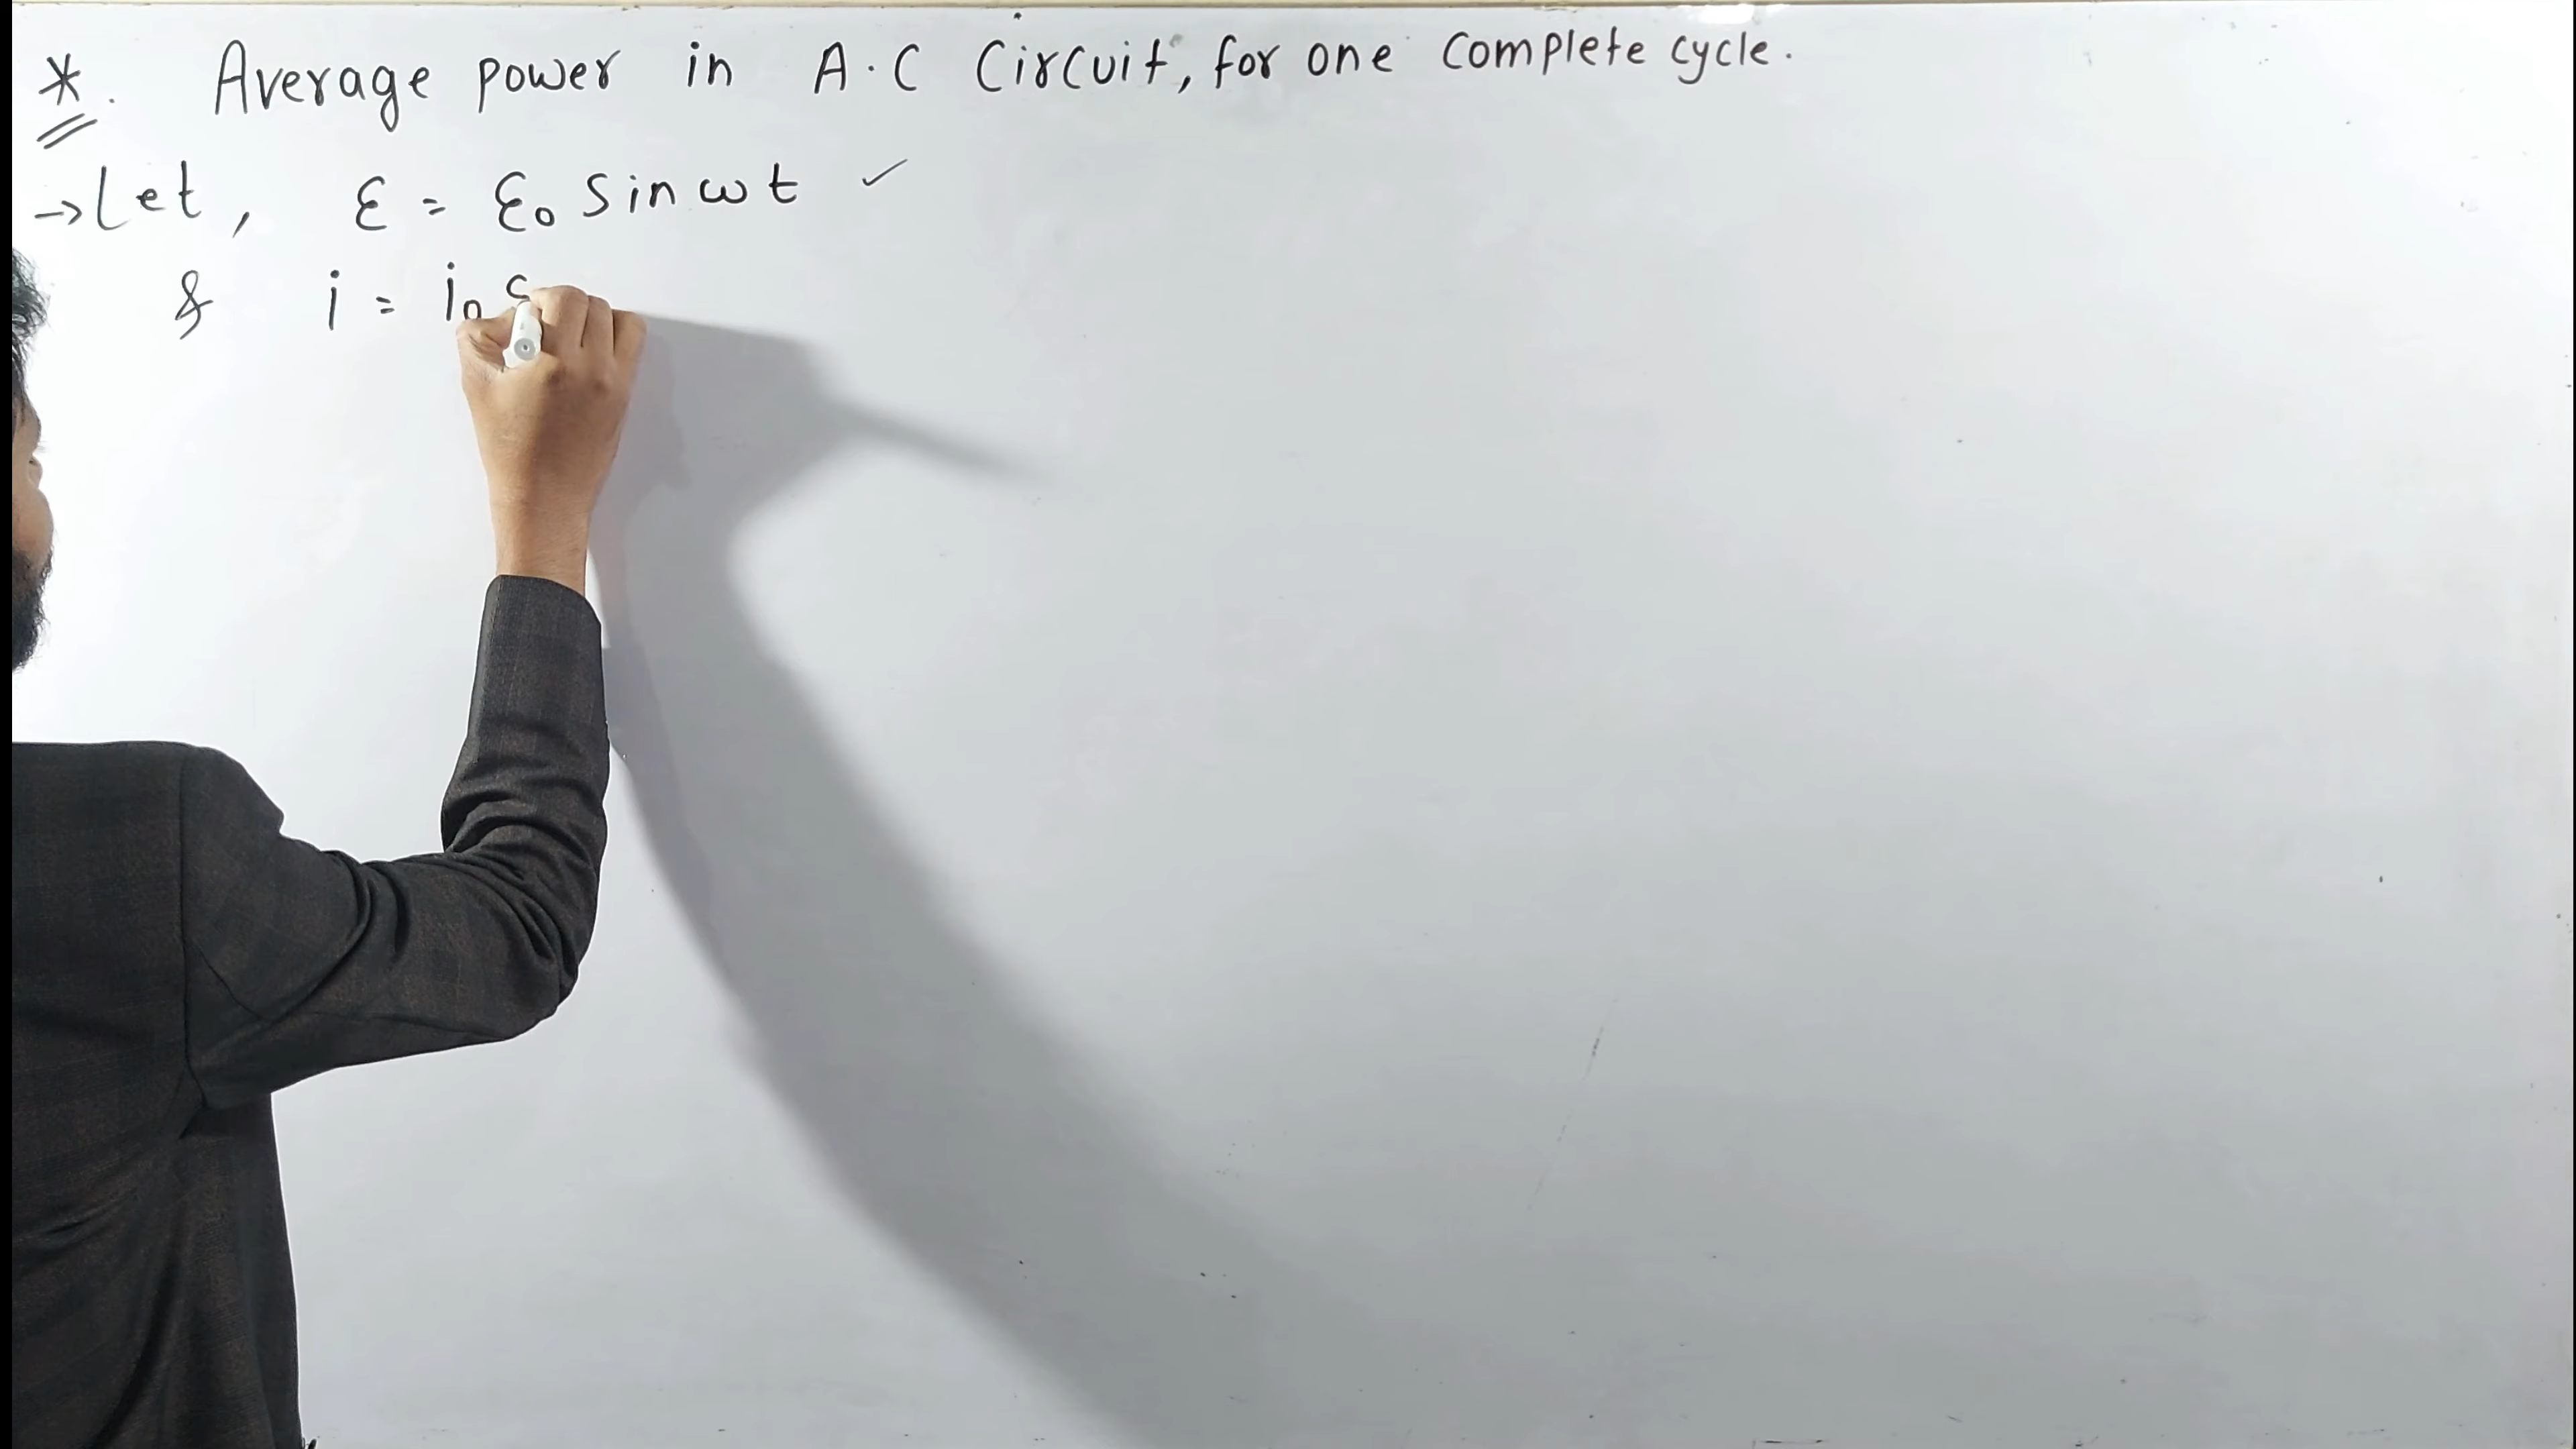 * Average power in A.C Circuit, for one complete cycle.
→ Let, ε = ε₀ sin ωt ✓
& i = i₀ s